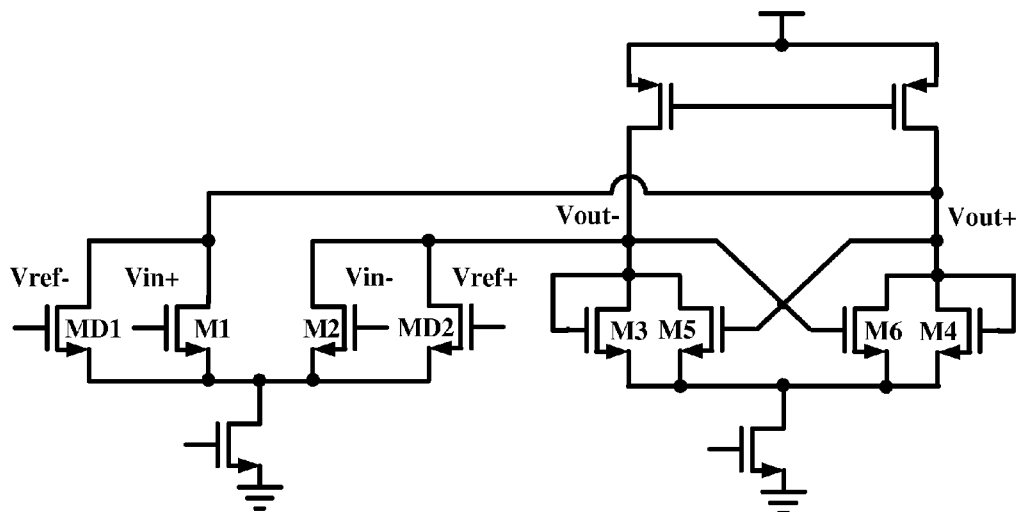 Vout-
Vout+
Vref-
Vin+
Vin-
Vref+
MD1
M1
M2
MD2
M3
M5
M6
M4